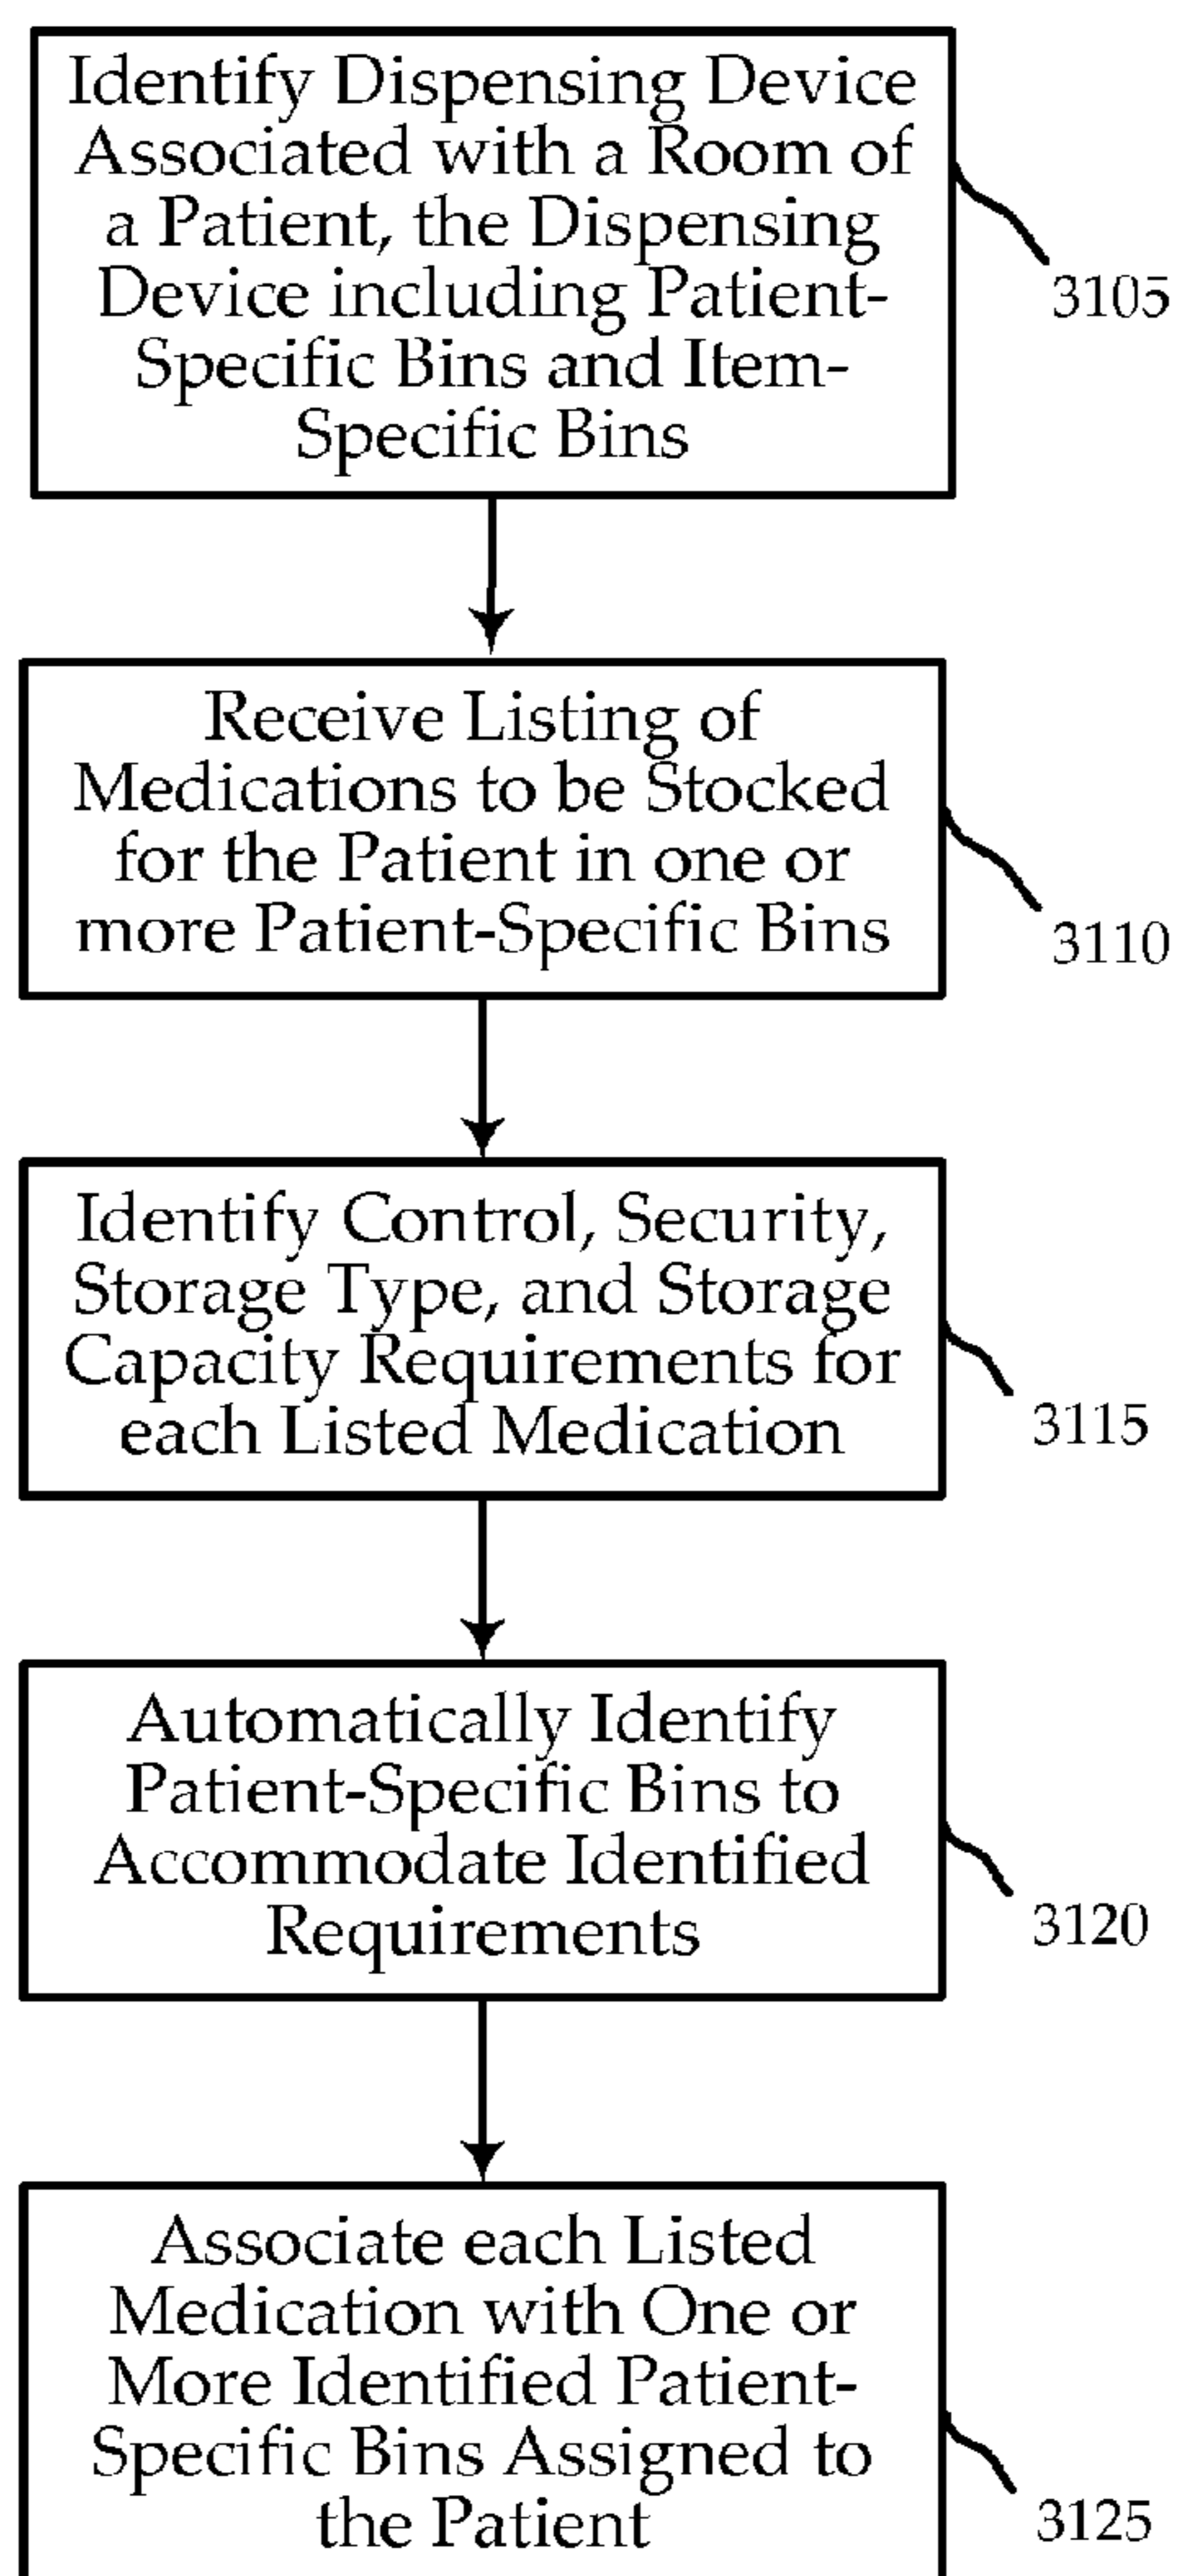 Identify Dispensing Device
Associated with a Room of
a Patient, the Dispensing
Device including Patient-
Specific Bins and Item-
Specific Bins
3105
Receive Listing of
Medications to be Stocked
for the Patient in one or
more Patient-Specific Bins
3110
Identify Control, Security,
Storage Type, and Storage
Capacity Requirements for
each Listed Medication
3115
Automatically Identify
Patient-Specific Bins to
Accommodate Identified
Requirements
3120
Associate each Listed
Medication with One or
More Identified Patient-
Specific Bins Assigned to
the Patient
3125